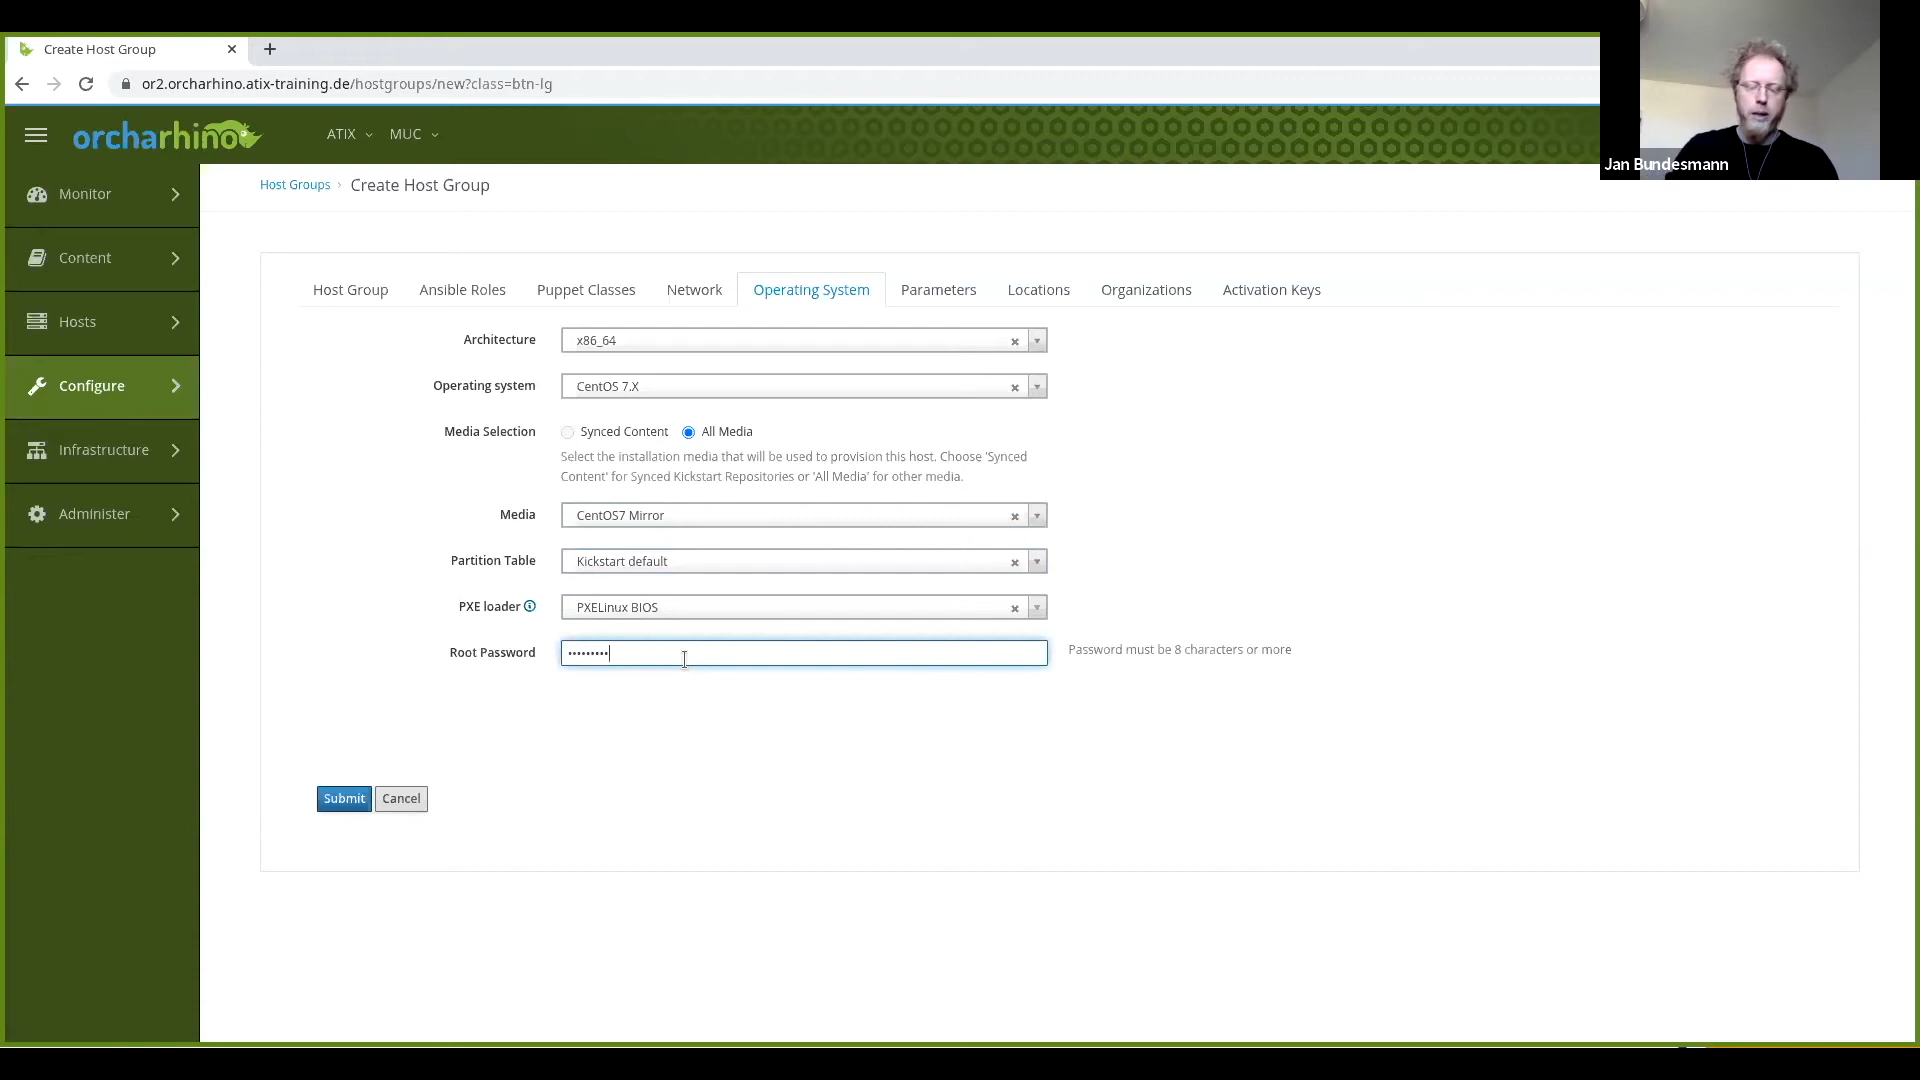 Create Host Group
or2.orcharhino.atix-training.de/hostgroups/new?class=btn-lg
orcharhino
ATIX
MUC
Jan Bundesmann
Monitor
Content
Hosts
Configure
Infrastructure
Administer
Host Groups › Create Host Group
Host Group Ansible Roles Puppet Classes Network Operating System Parameters Locations Organizations Activation Keys
Architecture x86_64
Operating system CentOS 7.X
Media Selection Synced Content All Media
Select the installation media that will be used to provision this host. Choose 'Synced
Content' for Synced Kickstart Repositories or 'All Media' for other media.
Media CentOS7 Mirror
Partition Table Kickstart default
PXE loader PXELinux BIOS
Root Password ••••••••• Password must be 8 characters or more
Submit Cancel